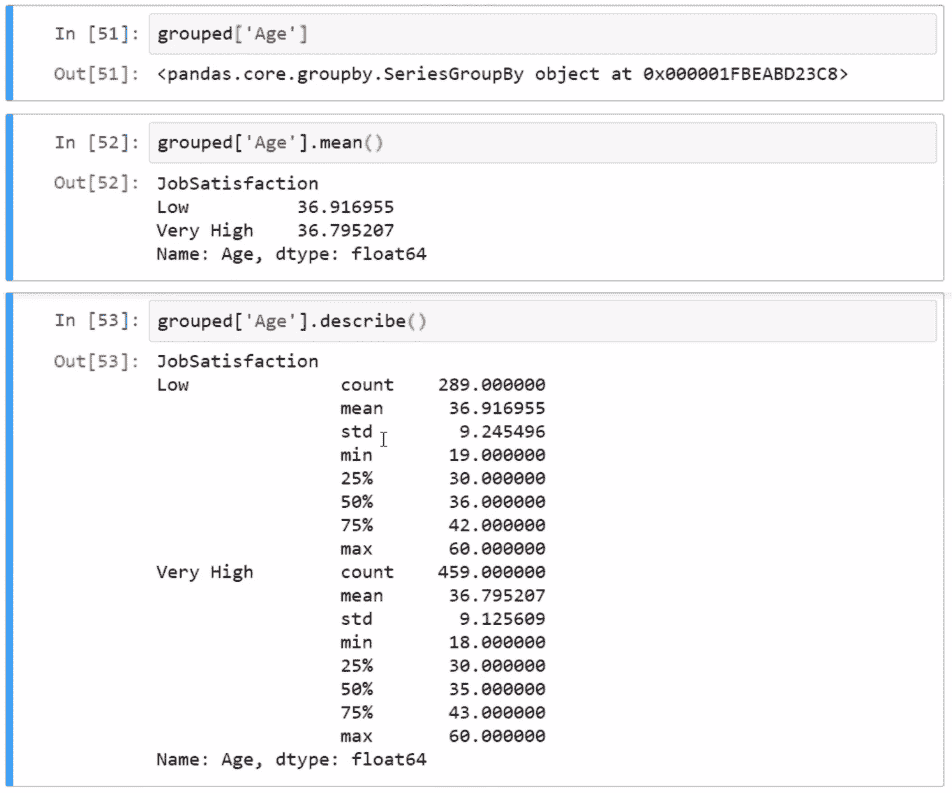 In [51]: grouped['Age']
Out[51]: <pandas.core.groupby.SeriesGroupBy object at 0x000001FBEABD23C8>
In [52]: grouped['Age'].mean()
Out[52]: JobSatisfaction
Low 36.916955
Very High 36.795207
Name: Age, dtype: float64
In [53]: grouped['Age'].describe()
Out[53]: JobSatisfaction
Low count 289.000000
mean 36.916955
std 9.245496
min 19.000000
25% 30.000000
50% 36.000000
75% 42.000000
max 60.000000
Very High count 459.000000
mean 36.795207
std 9.125609
min 18.000000
25% 30.000000
50% 35.000000
75% 43.000000
max 60.000000
Name: Age, dtype: float64